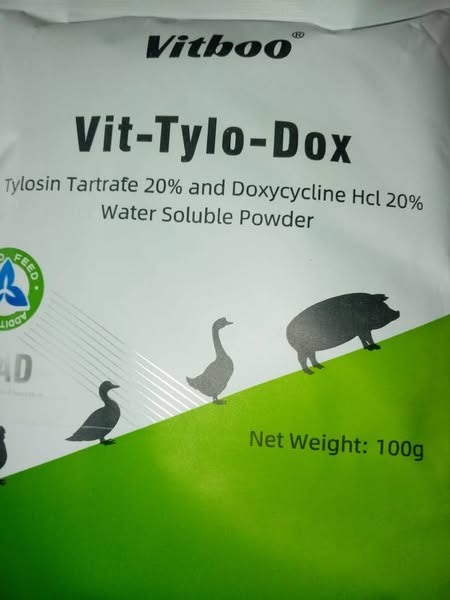 Vitboo®
Vit-Tylo-Dox
Tylosin Tartrate 20% and Doxycycline Hcl 20%
Water Soluble Powder
FEED
ADDIT
AD
Net Weight: 100g